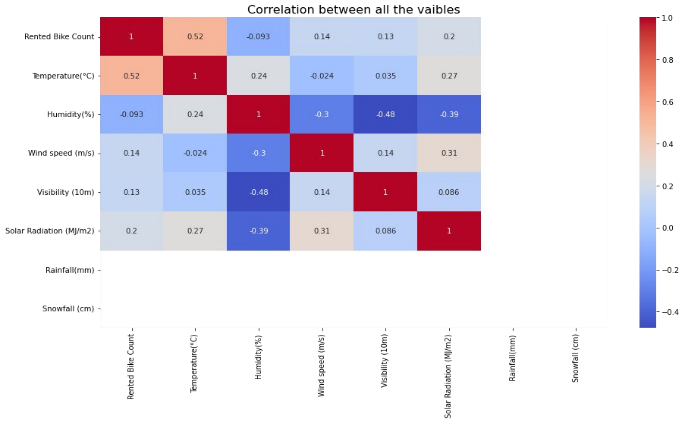 Correlation between all the vaibles
Rented Bike Count 1 0.52 -0.093 0.14 0.13 0.2
Temperature(°C) 0.52 1 0.24 -0.024 0.035 0.27
Humidity(%) -0.093 0.24 1 -0.3 -0.48 -0.39
Wind speed (m/s) 0.14 -0.024 -0.3 1 0.14 0.31
Visibility (10m) 0.13 0.035 -0.48 0.14 1 0.086
Solar Radiation (MJ/m2) 0.2 0.27 -0.39 0.31 0.086 1
Rainfall(mm)
Snowfall (cm)
Rented Bike Count
Temperature(°C)
Humidity(%)
Wind speed (m/s)
Visibility (10m)
Solar Radiation (MJ/m2)
Rainfall(mm)
Snowfall (cm)
1.0
0.8
0.6
0.4
0.2
0.0
−0.2
−0.4